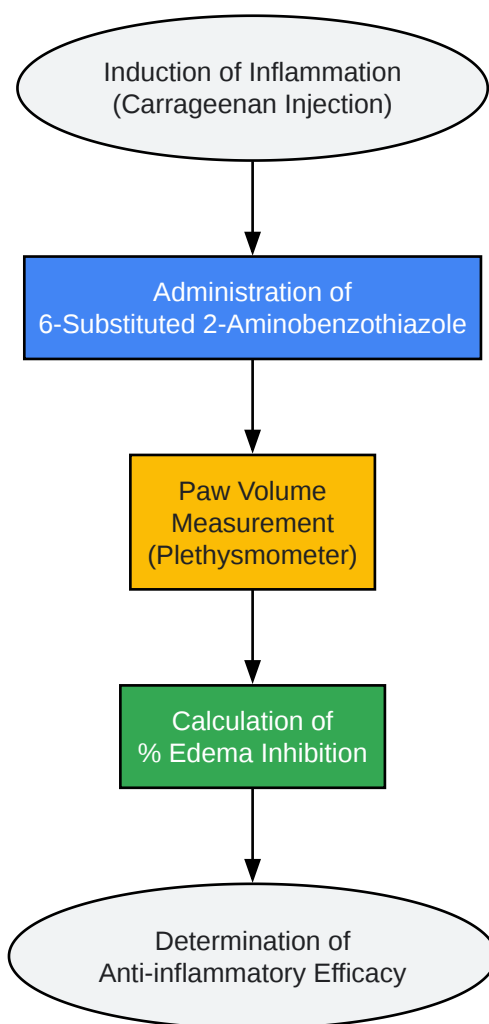 Induction of Inflammation
(Carrageenan Injection)
Administration of
6-Substituted 2-Aminobenzothiazole
Paw Volume
Measurement
(Plethysmometer)
Calculation of
% Edema Inhibition
Determination of
Anti-inflammatory Efficacy